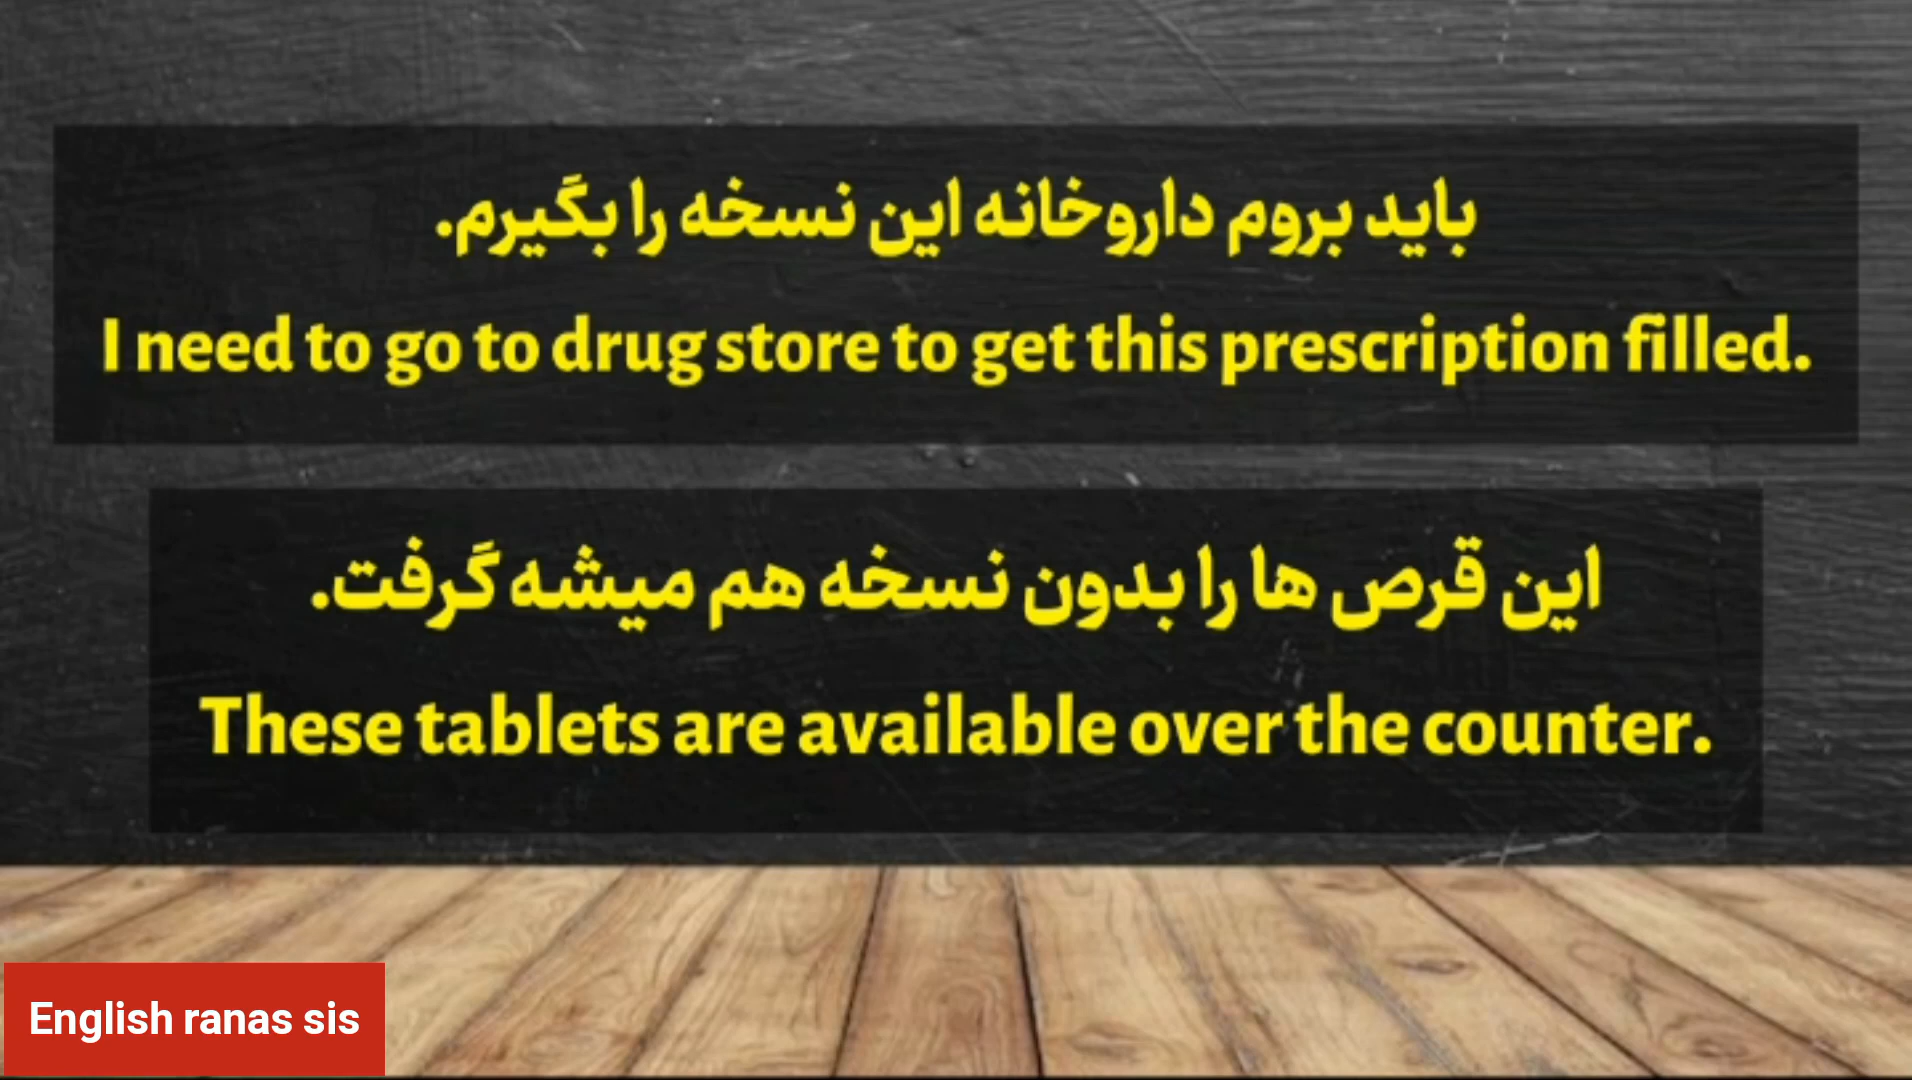 باید بروم داروخانه این نسخه را بگیرم.
I need to go to drug store to get this prescription filled.
این قرص ها را بدون نسخه هم میشه گرفت.
These tablets are available over the counter.
English ranas sis